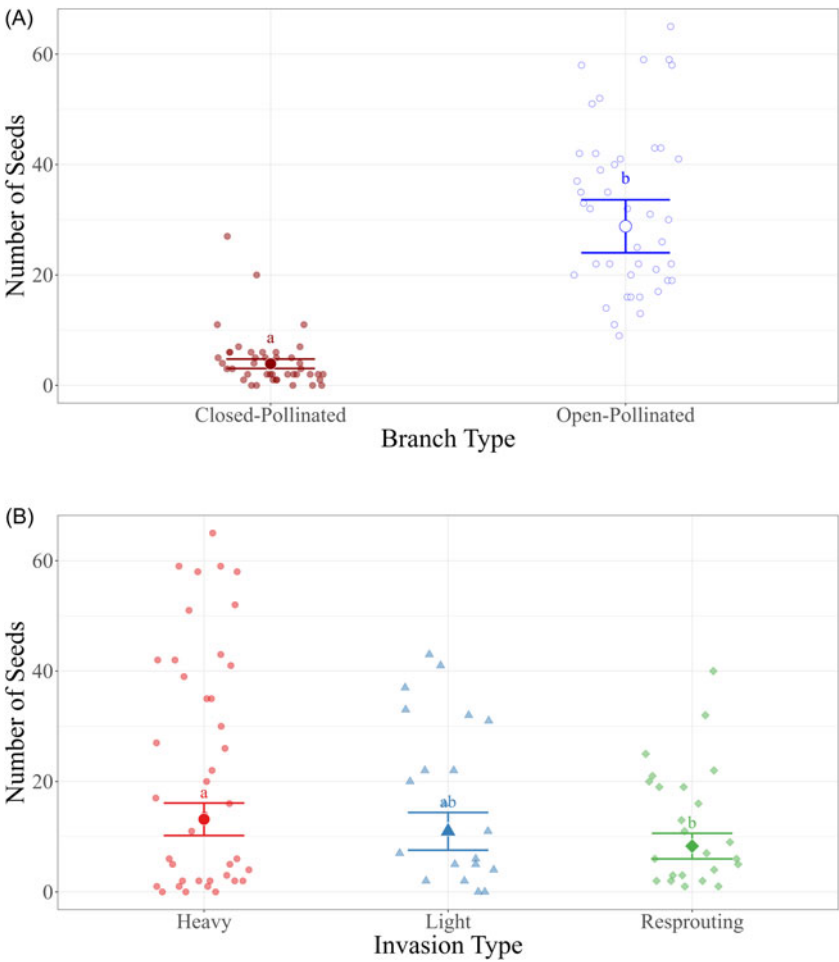 (A)
Number of Seeds
60
40
20
0
a
b
Closed-Pollinated
Open-Pollinated
Branch Type
(B)
Number of Seeds
60
40
20
0
a
ab
b
Heavy
Light
Resprouting
Invasion Type